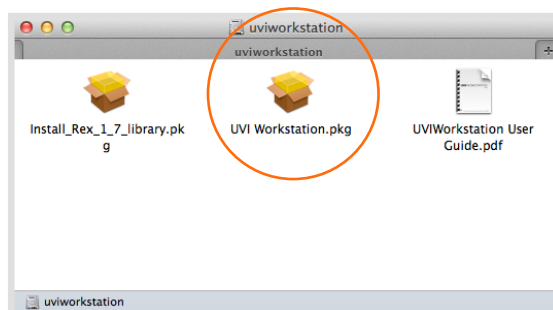 uviworkstation
uviworkstation
Install_Rex_1_7_library.pk
g
UVI Workstation.pkg
UVIWorkstation User
Guide.pdf
uviworkstation